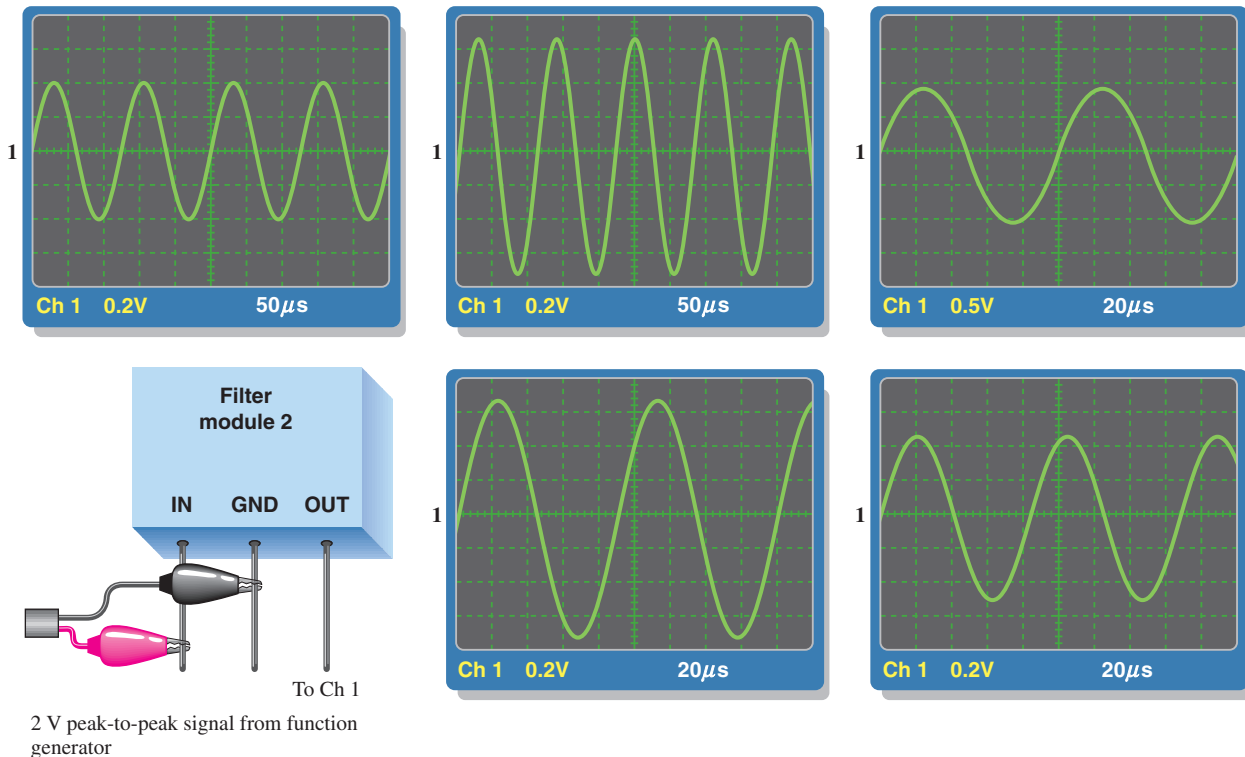 1
Ch 1 0.2V 50μs
1
Ch 1 0.2V 50μs
1
Ch 1 0.5V 20μs
Filter
module 2
IN GND OUT
To Ch 1
2 V peak-to-peak signal from function
generator
1
Ch 1 0.2V 20μs
1
Ch 1 0.2V 20μs